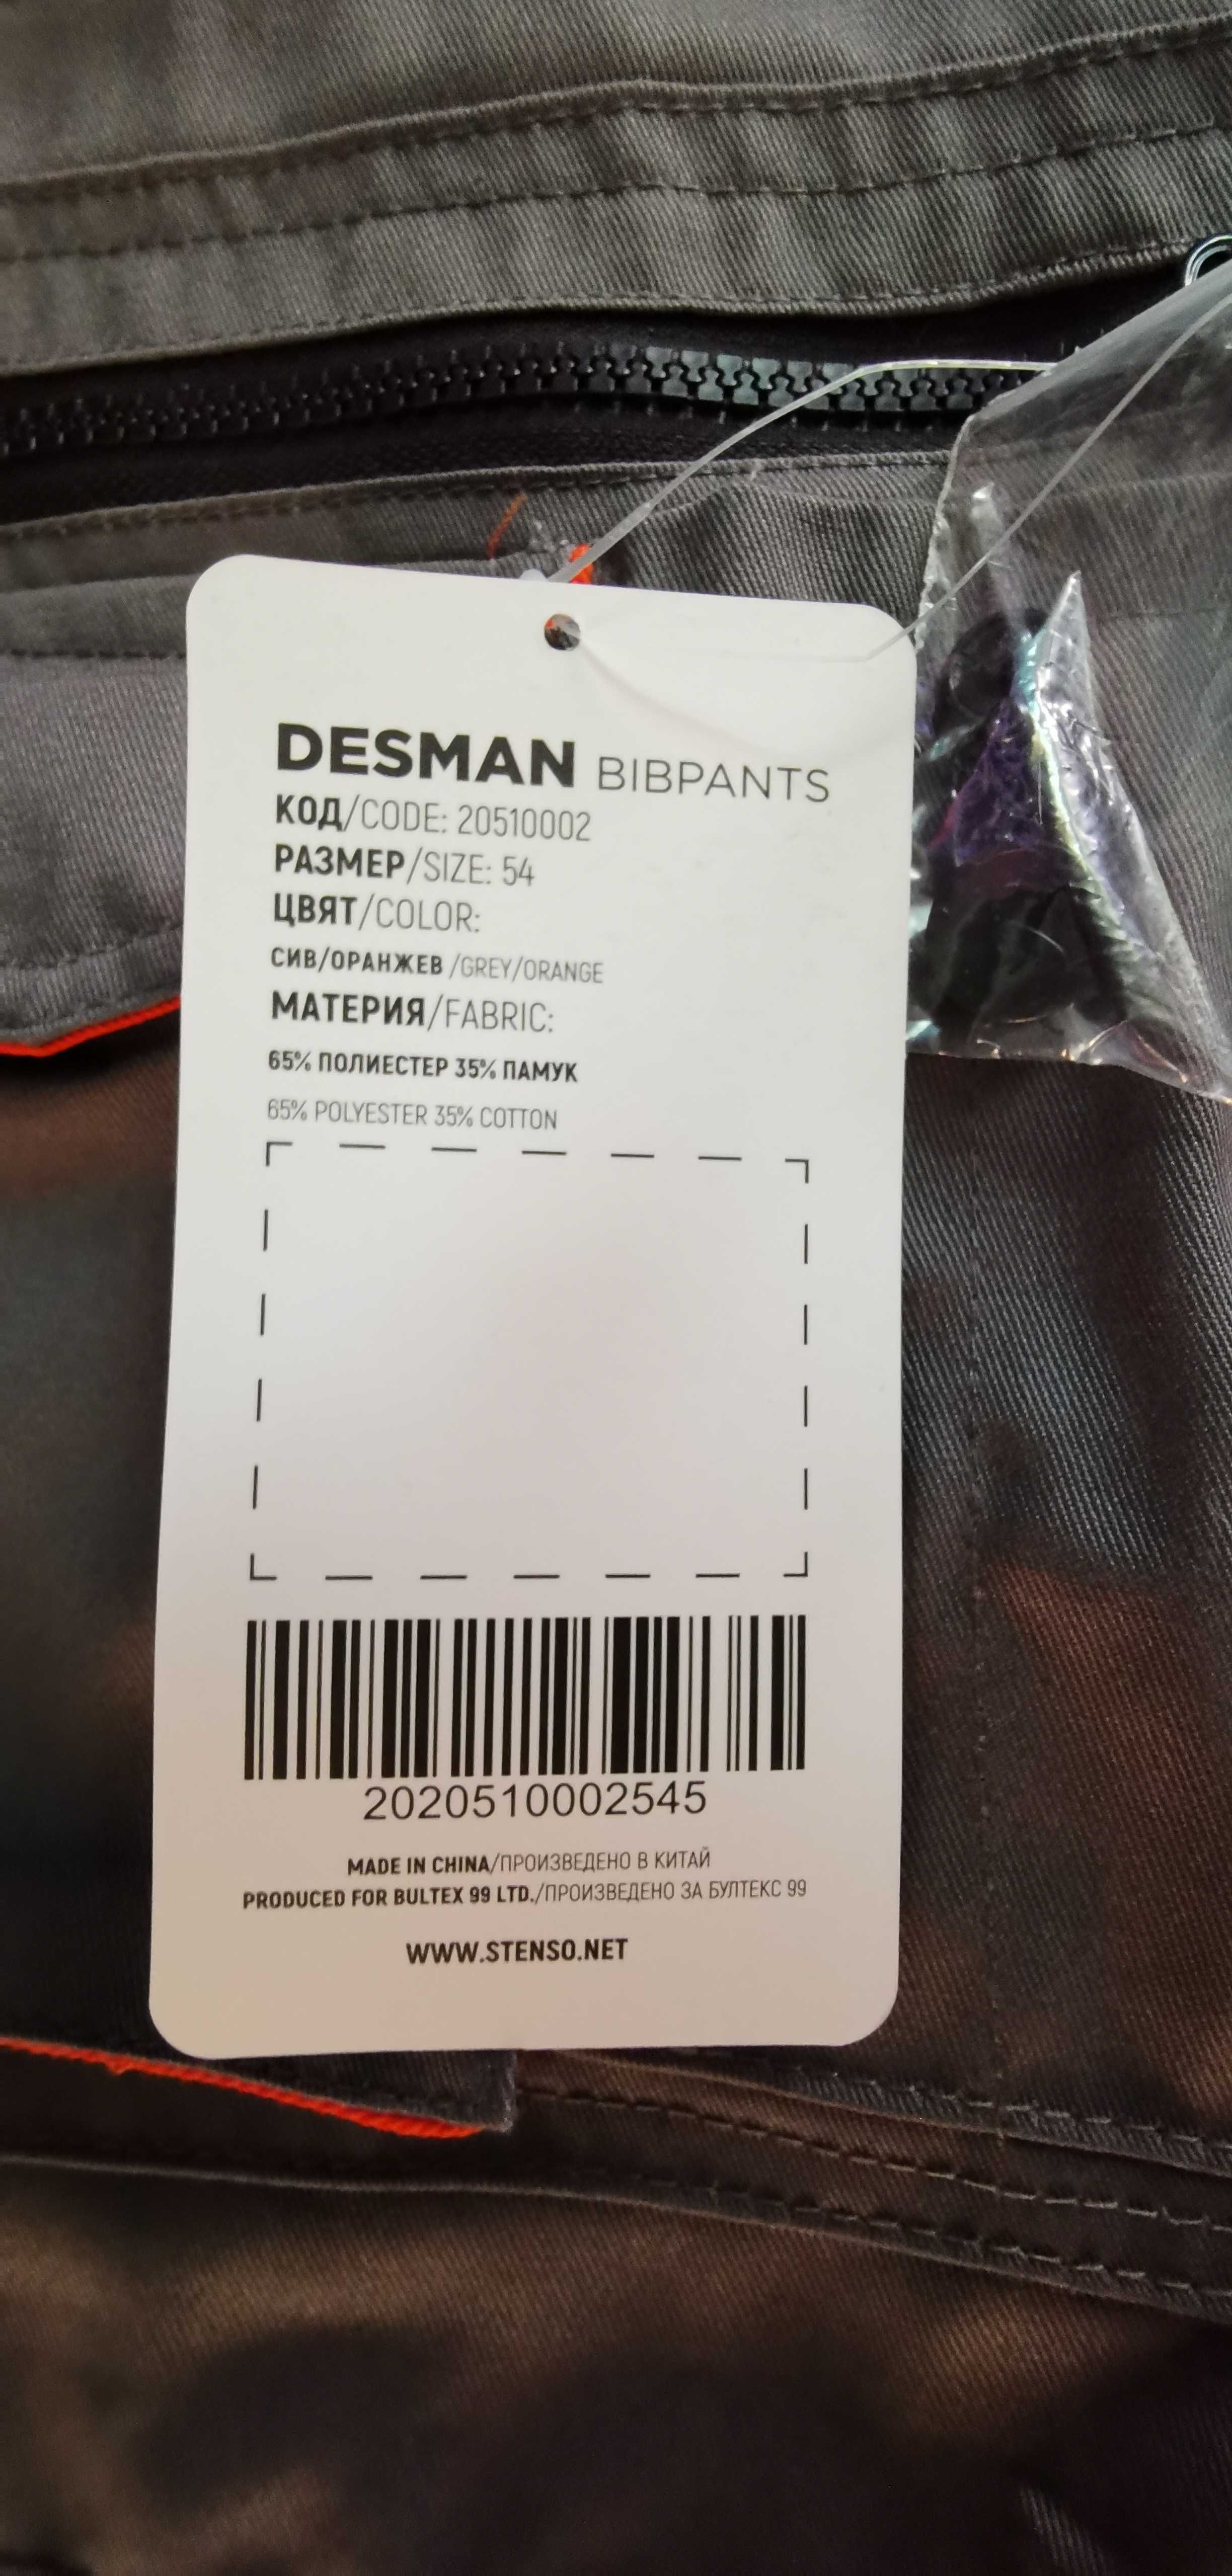 DESMAN BIBPANTS
КОД/CODE: 20510002
РАЗМЕР/SIZE: 54
ЦВЯТ/COLOR:
СИВ/ОРАНЖЕВ /GREY/ORANGE
МАТЕРИЯ/FABRIC:
65% ПОЛИЕСТЕР 35% ПАМУК
65% POLYESTER 35% COTTON
2020510002545
MADE IN CHINA/ПРОИЗВЕДЕНО В КИТАЙ
PRODUCED FOR BULTEX 99 LTD./ПРОИЗВЕДЕНО ЗА БУЛТЕКС 99
WWW.STENSO.NET